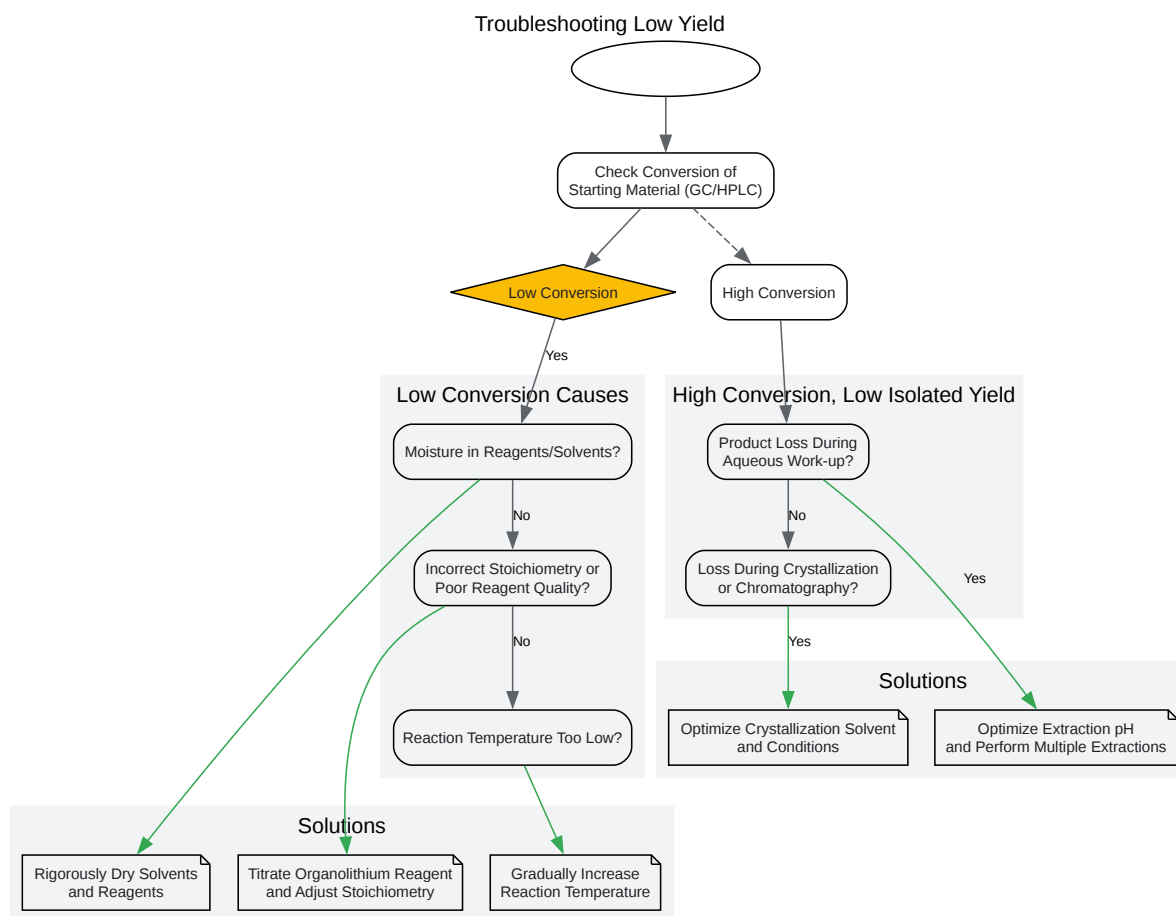 Troubleshooting Low Yield
Check Conversion of
Starting Material (GC/HPLC)
Low Conversion
High Conversion
Yes
Low Conversion Causes
High Conversion, Low Isolated Yield
Moisture in Reagents/Solvents?
Product Loss During
Aqueous Work-up?
No
No
Incorrect Stoichiometry or
Poor Reagent Quality?
Loss During Crystallization
or Chromatography?
Yes
No
Yes
Solutions
Reaction Temperature Too Low?
Optimize Crystallization Solvent
and Conditions
Optimize Extraction pH
and Perform Multiple Extractions
Solutions
Rigorously Dry Solvents
and Reagents
Titrate Organolithium Reagent
and Adjust Stoichiometry
Gradually Increase
Reaction Temperature